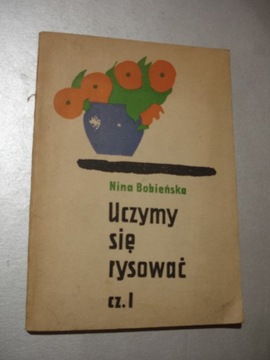 Nina Bobieńska
Uczymy
się
rysować
cz. I